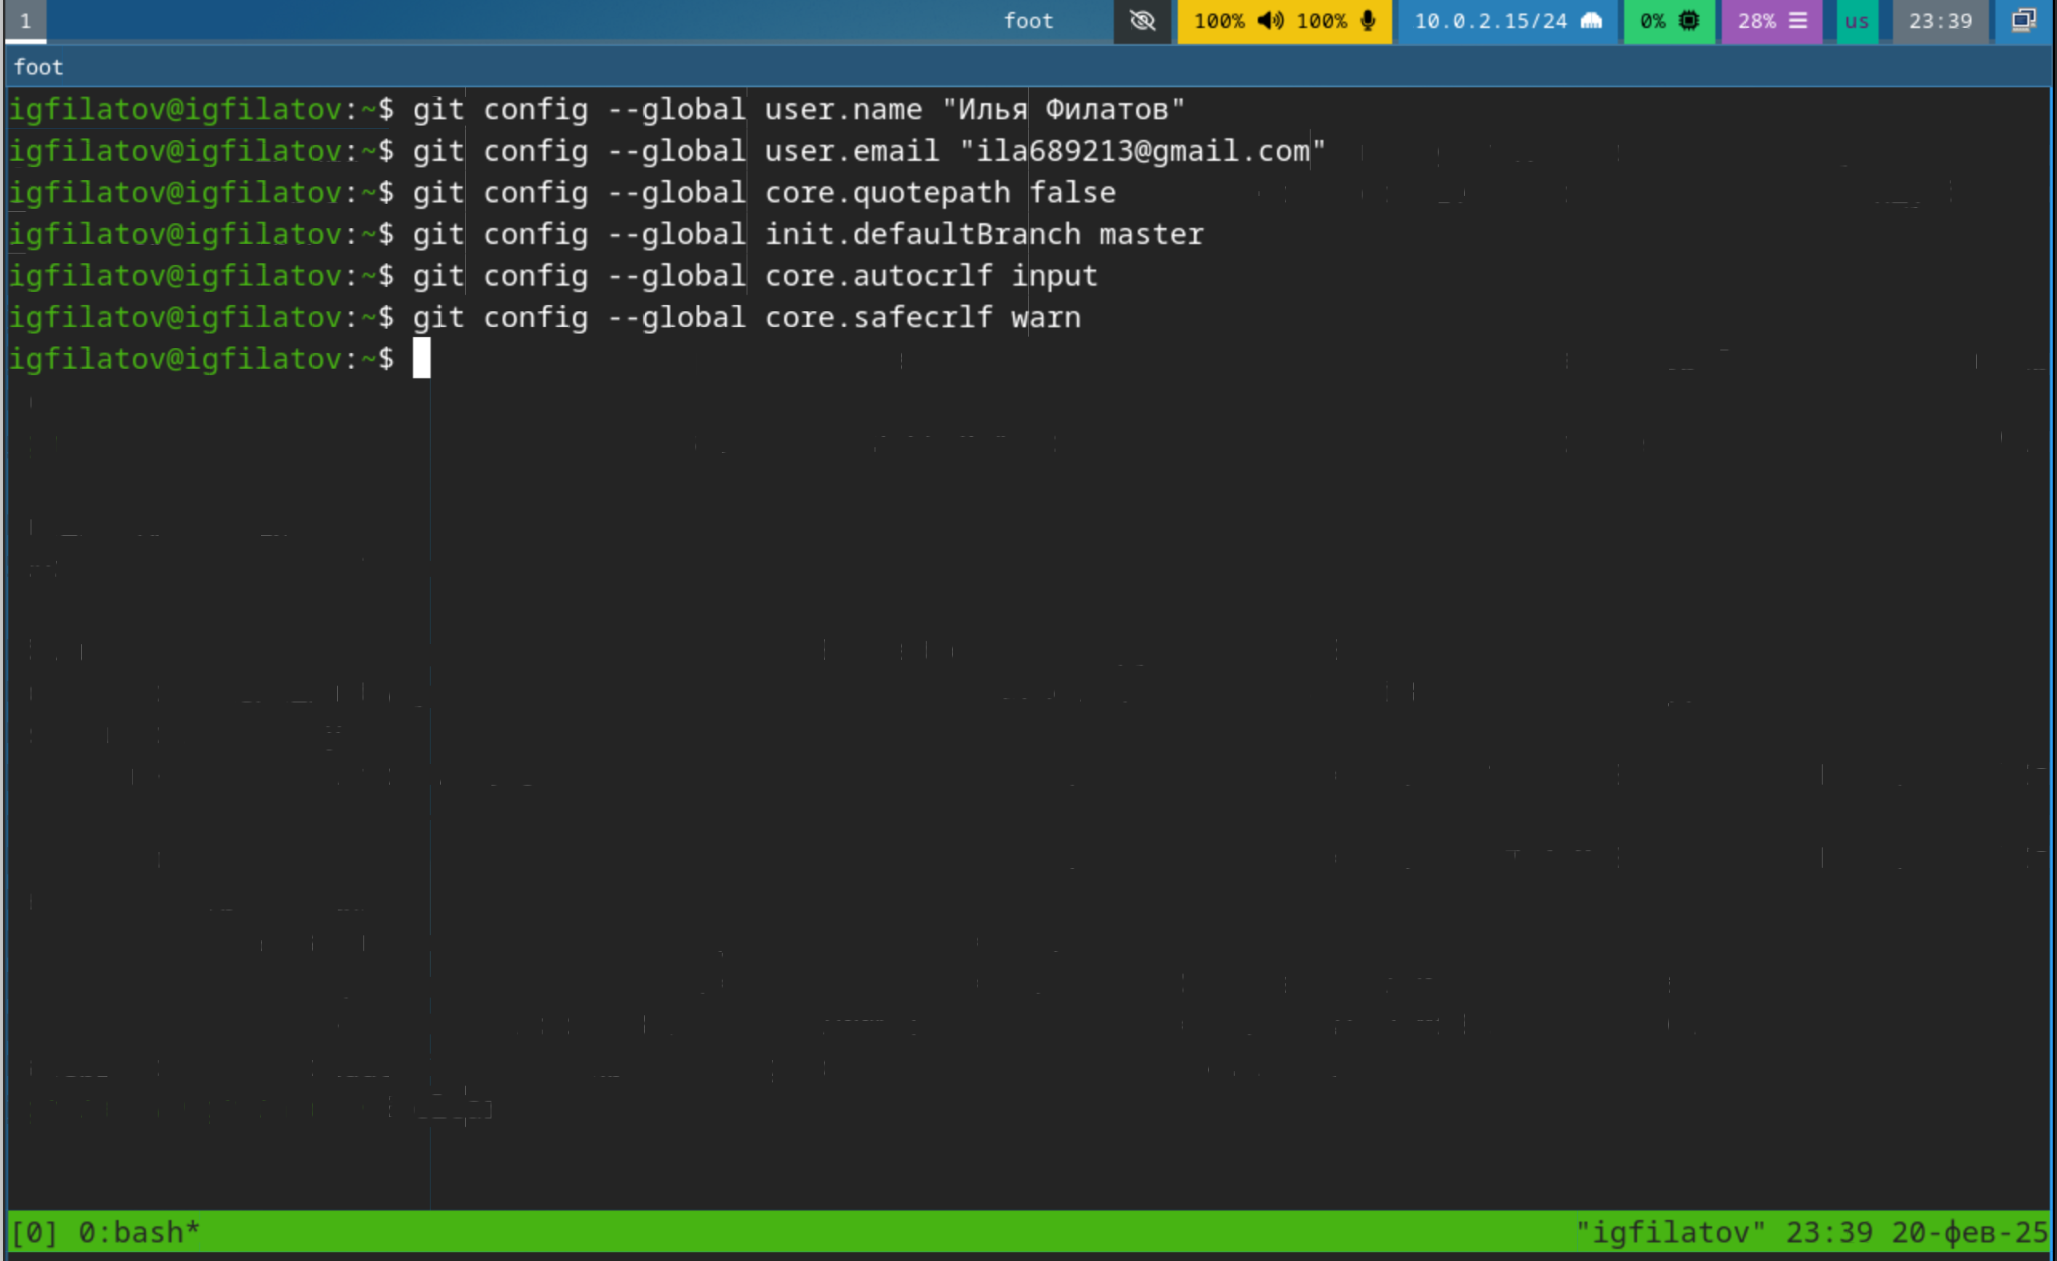 1 foot 100% 100% 10.0.2.15/24 0% 28% us 23:39
foot
igfilatov@igfilatov:~$ git config --global user.name "Илья Филатов"
igfilatov@igfilatov:~$ git config --global user.email "ila689213@gmail.com"
igfilatov@igfilatov:~$ git config --global core.quotepath false
igfilatov@igfilatov:~$ git config --global init.defaultBranch master
igfilatov@igfilatov:~$ git config --global core.autocrlf input
igfilatov@igfilatov:~$ git config --global core.safecrlf warn
igfilatov@igfilatov:~$
[0] 0:bash* "igfilatov" 23:39 20-фев-25